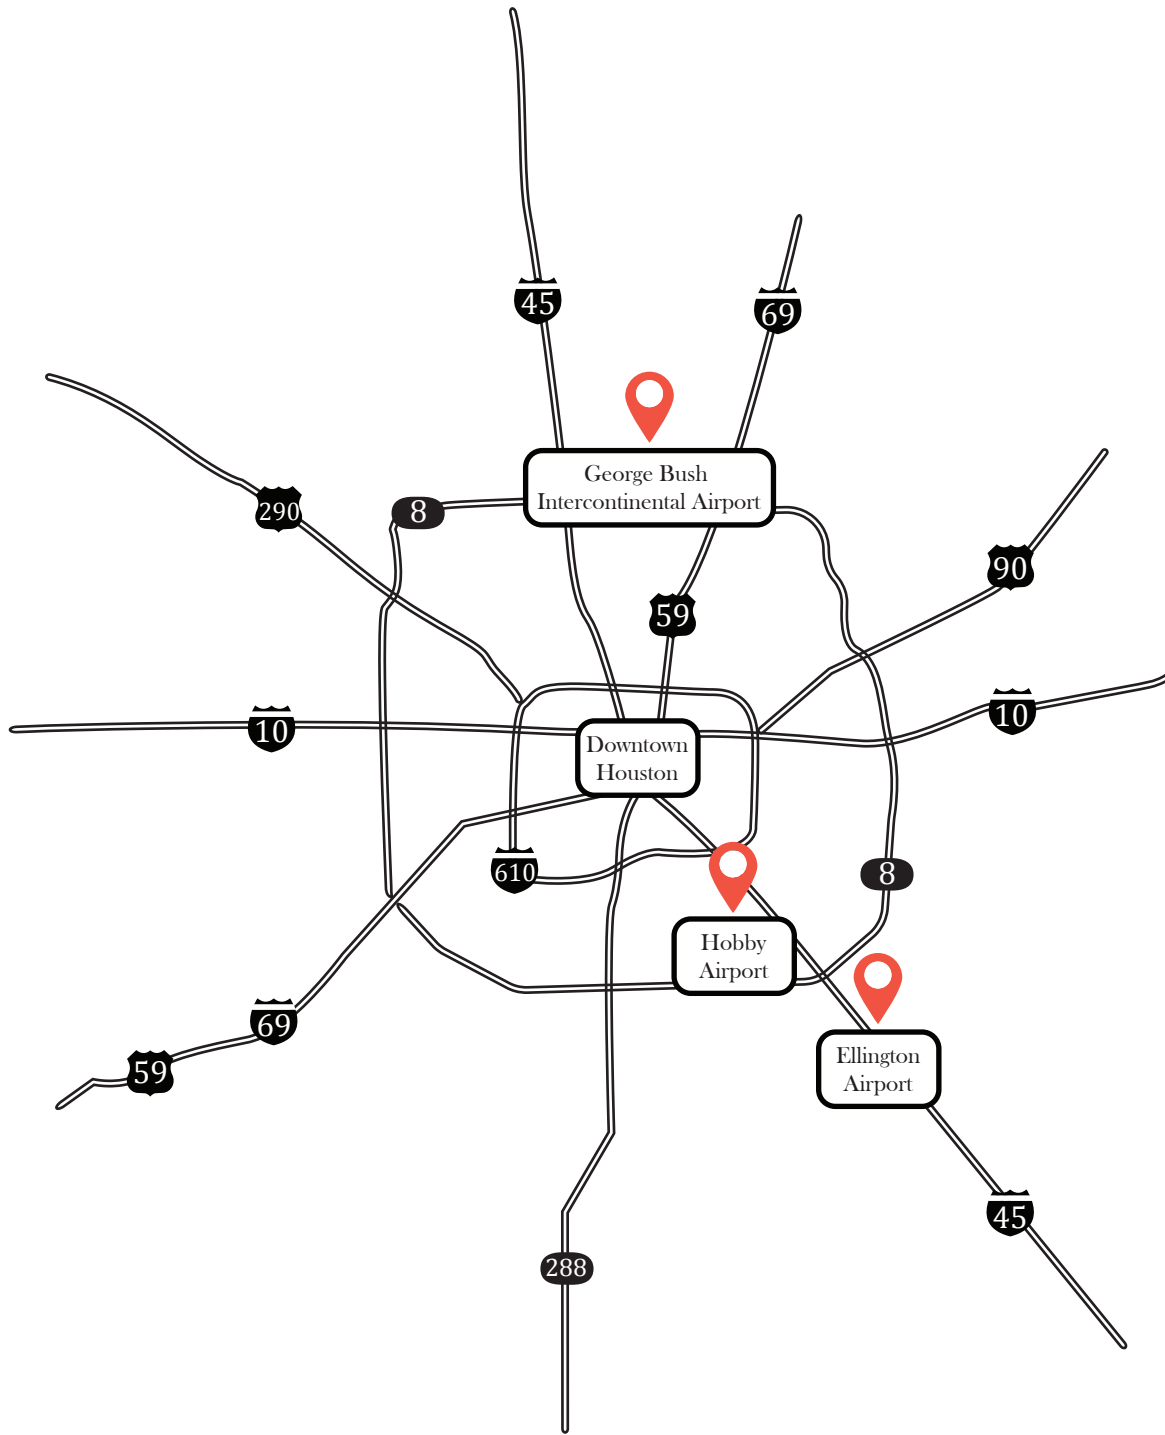 45
69
George Bush
Intercontinental Airport
290
8
90
59
10
10
Downtown
Houston
610
8
Hobby
Airport
69
59
Ellington
Airport
45
288